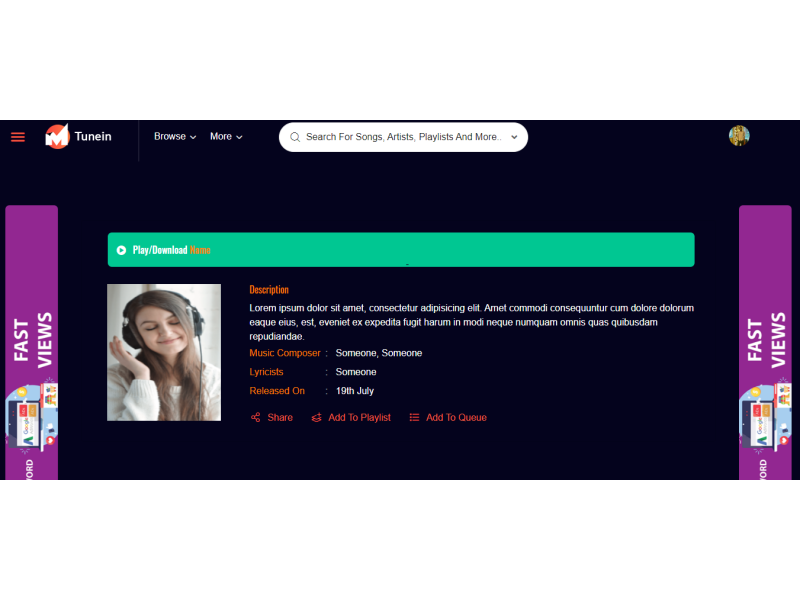 Tunein
Browse
More
Search For Songs, Artists, Playlists And More..
Play/Download Name
FAST
VIEWS
Description
Lorem ipsum dolor sit amet, consectetur adipisicing elit. Amet commodi consequuntur cum dolore dolorum
eaque eius, est, eveniet ex expedita fugit harum in modi neque numquam omnis quas quibusdam
repudiandae.
Music Composer : Someone, Someone
Lyricists : Someone
Released On : 19th July
Share
Add To Playlist
Add To Queue
FAST
VIEWS